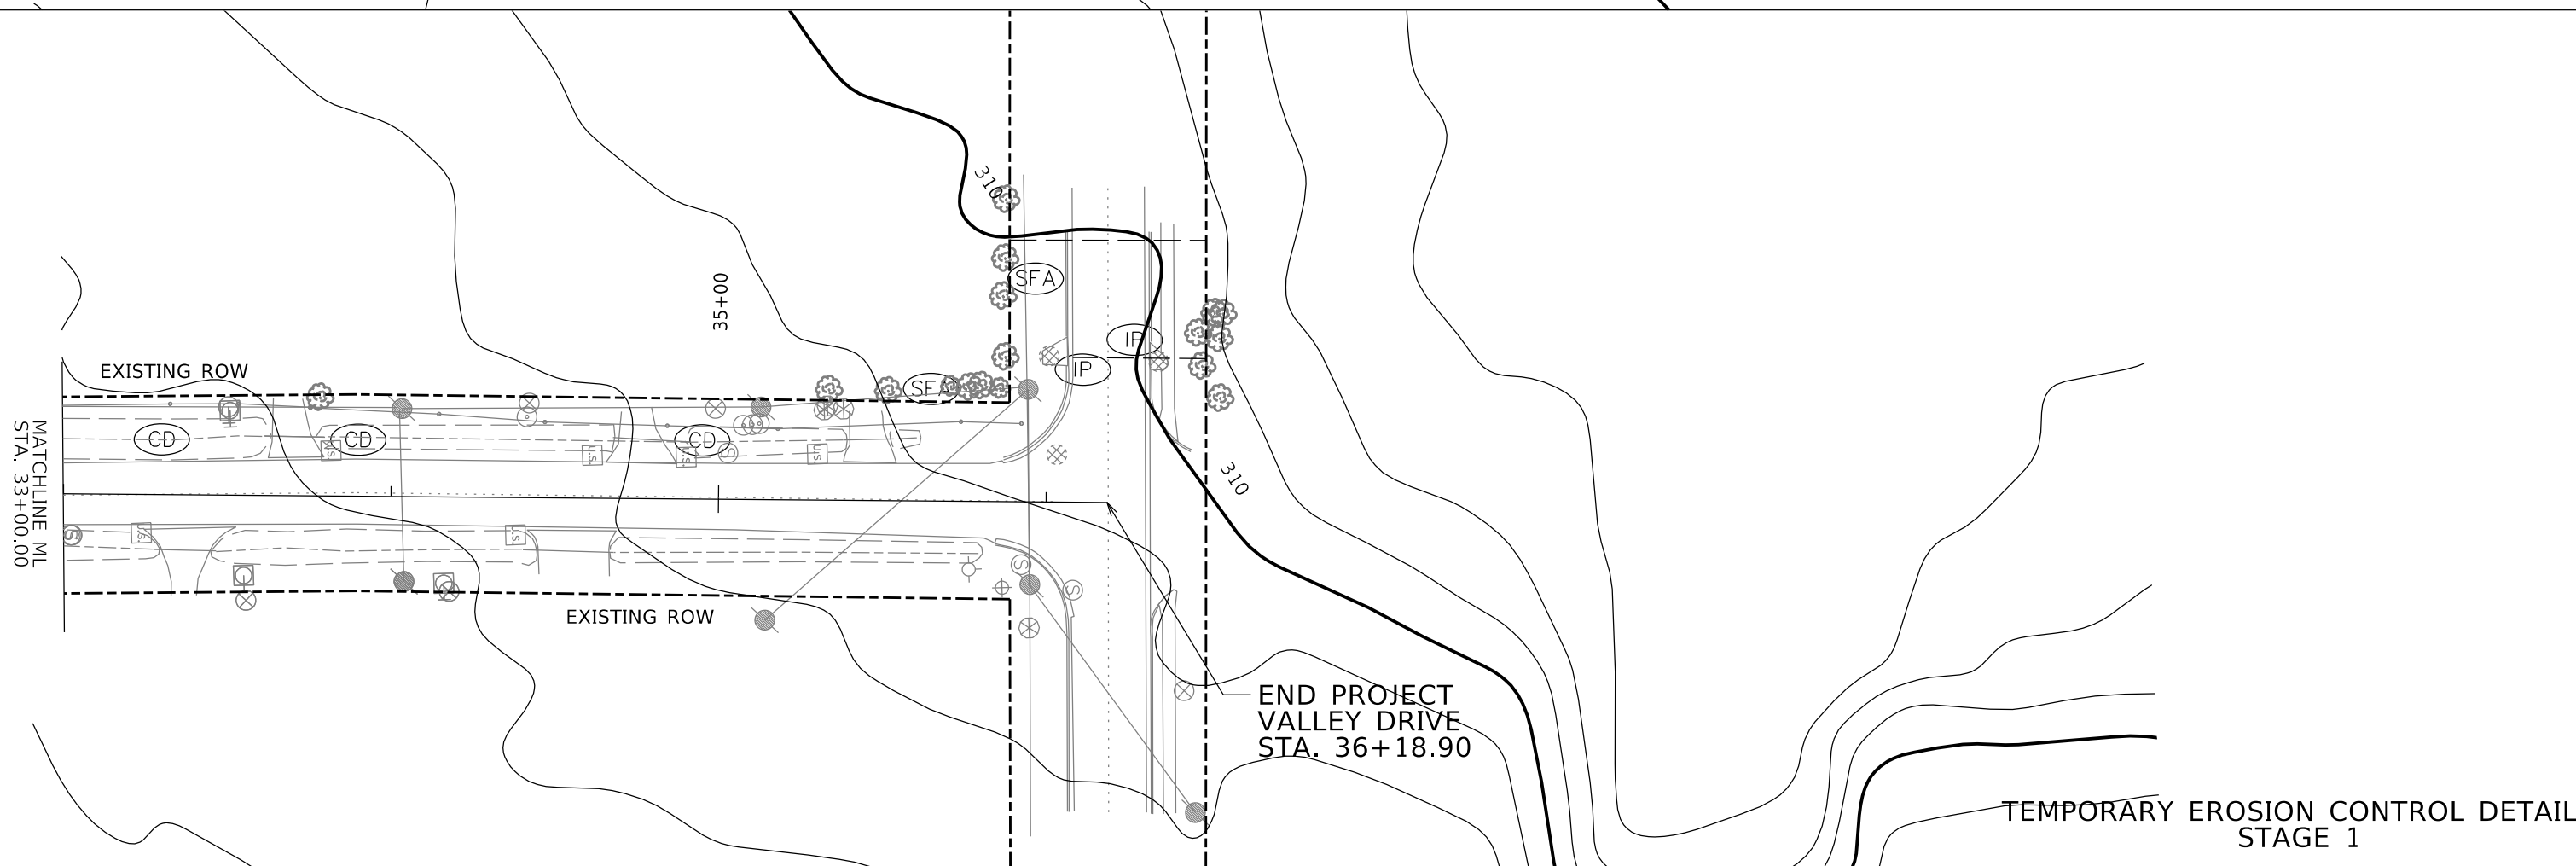 310
35+00
SFA
IP
IP
EXISTING ROW
SFA
CD
CD
CD
MATCHLINE ML
STA. 33+00.00
310
S
S
S
S
EXISTING ROW
END PROJECT
VALLEY DRIVE
STA. 36+18.90
TEMPORARY EROSION CONTROL DETAIL
STAGE 1